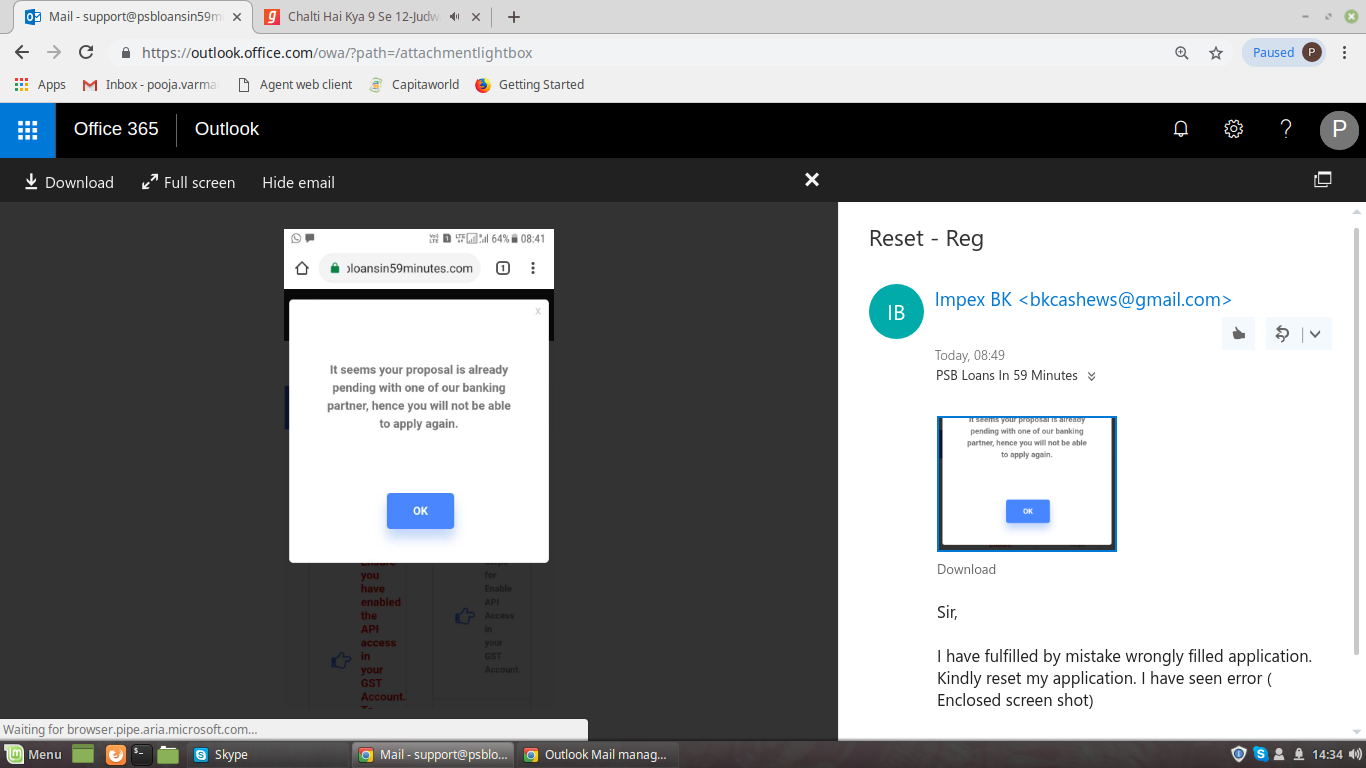 Mail - support@psbloansin59m
Chalti Hai Kya 9 Se 12-Judw
https://outlook.office.com/owa/?path=/attachmentlightbox
Paused
P
Apps
Inbox - pooja.varma
Agent web client
Capitaworld
Getting Started
Office 365
Outlook
P
Download
Full screen
Hide email
64% 08:41
loansin59minutes.com
1
x
It seems your proposal is already
pending with one of our banking
partner, hence you will not be able
to apply again.
OK
Ensure
you
have
enabled
the
API
access
in
your
GST
Account.
To
for
Enable
API
Access
in
your
GST
Account.
Reset - Reg
IB
Impex BK <bkcashews@gmail.com>
Today, 08:49
PSB Loans In 59 Minutes
It seems your proposal is already
pending with one of our banking
partner, hence you will not be able
to apply again.
OK
Download
Sir,
I have fulfilled by mistake wrongly filled application.
Kindly reset my application. I have seen error (
Enclosed screen shot)
Waiting for browser.pipe.aria.microsoft.com...
Menu
Skype
Mail - support@psblo...
Outlook Mail manag...
14:34